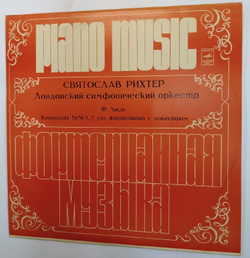 PIANO MUSIC
СВЯТОСЛАВ РИХТЕР
Лондонский симфонический оркестр
Ф. Лист
Концерты №№ 1, 2 для фортепиано с оркестром
Фортепианная
музыка